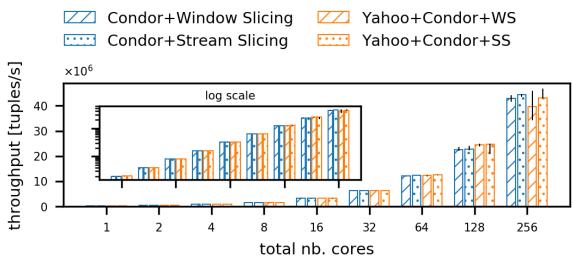 Condor+Window Slicing
Condor+Stream Slicing
Yahoo+Condor+WS
Yahoo+Condor+SS
×10⁶
throughput [tuples/s]
40
30
20
10
0
log scale
1 2 4 8 16 32 64 128 256
total nb. cores